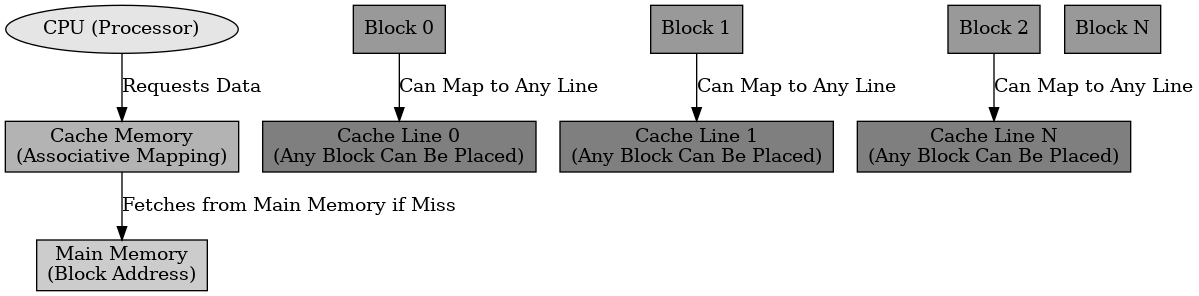 CPU (Processor)
Block 0
Block 1
Block 2
Block N
Requests Data
Can Map to Any Line
Can Map to Any Line
Can Map to Any Line
Cache Memory
(Associative Mapping)
Cache Line 0
(Any Block Can Be Placed)
Cache Line 1
(Any Block Can Be Placed)
Cache Line N
(Any Block Can Be Placed)
Fetches from Main Memory if Miss
Main Memory
(Block Address)